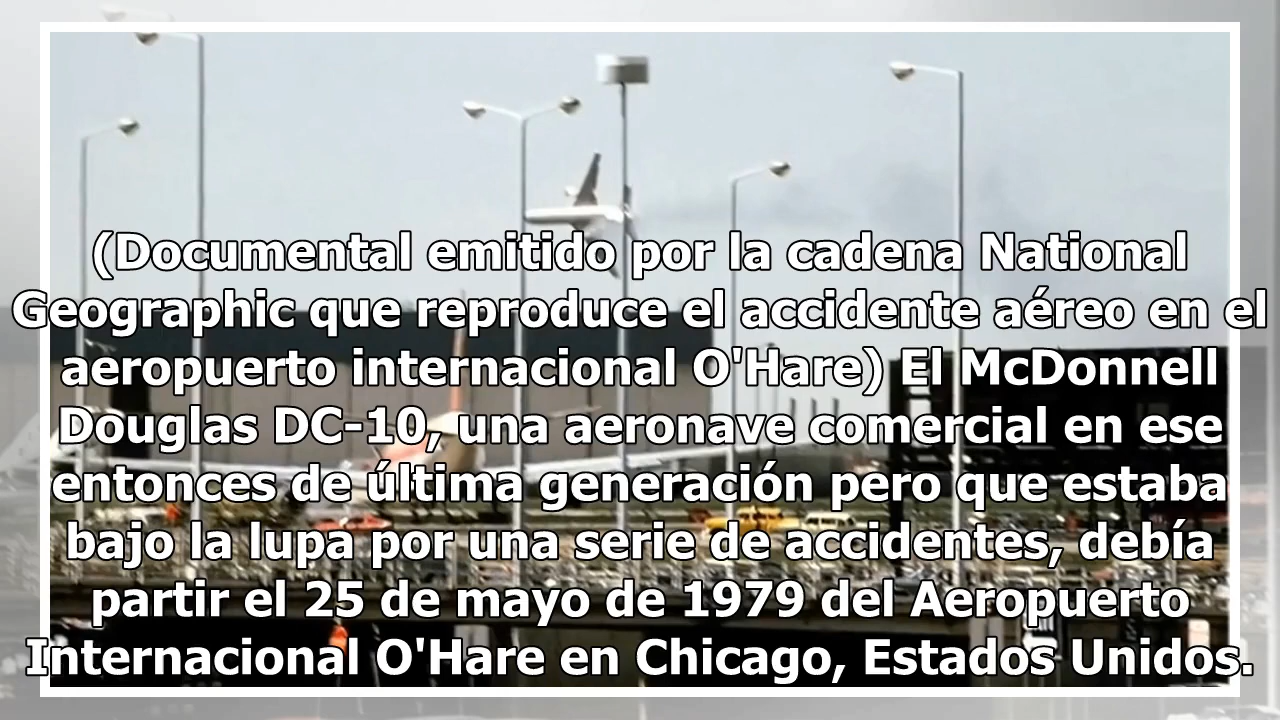 (Documental emitido por la cadena National
Geographic que reproduce el accidente aéreo en el
aeropuerto internacional O'Hare) El McDonnell
Douglas DC-10, una aeronave comercial en ese
entonces de última generación pero que estaba
bajo la lupa por una serie de accidentes, debía
partir el 25 de mayo de 1979 del Aeropuerto
Internacional O'Hare en Chicago, Estados Unidos.